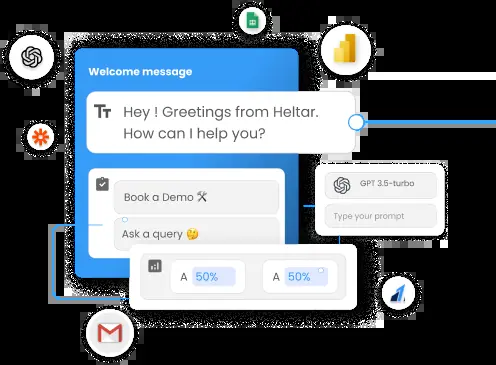 Welcome message
Tт Hey ! Greetings from Heltar.
How can I help you?
Book a Demo 🛠
Ask a query 🤔
GPT 3.5-turbo
Type your prompt
A 50%
A 50%